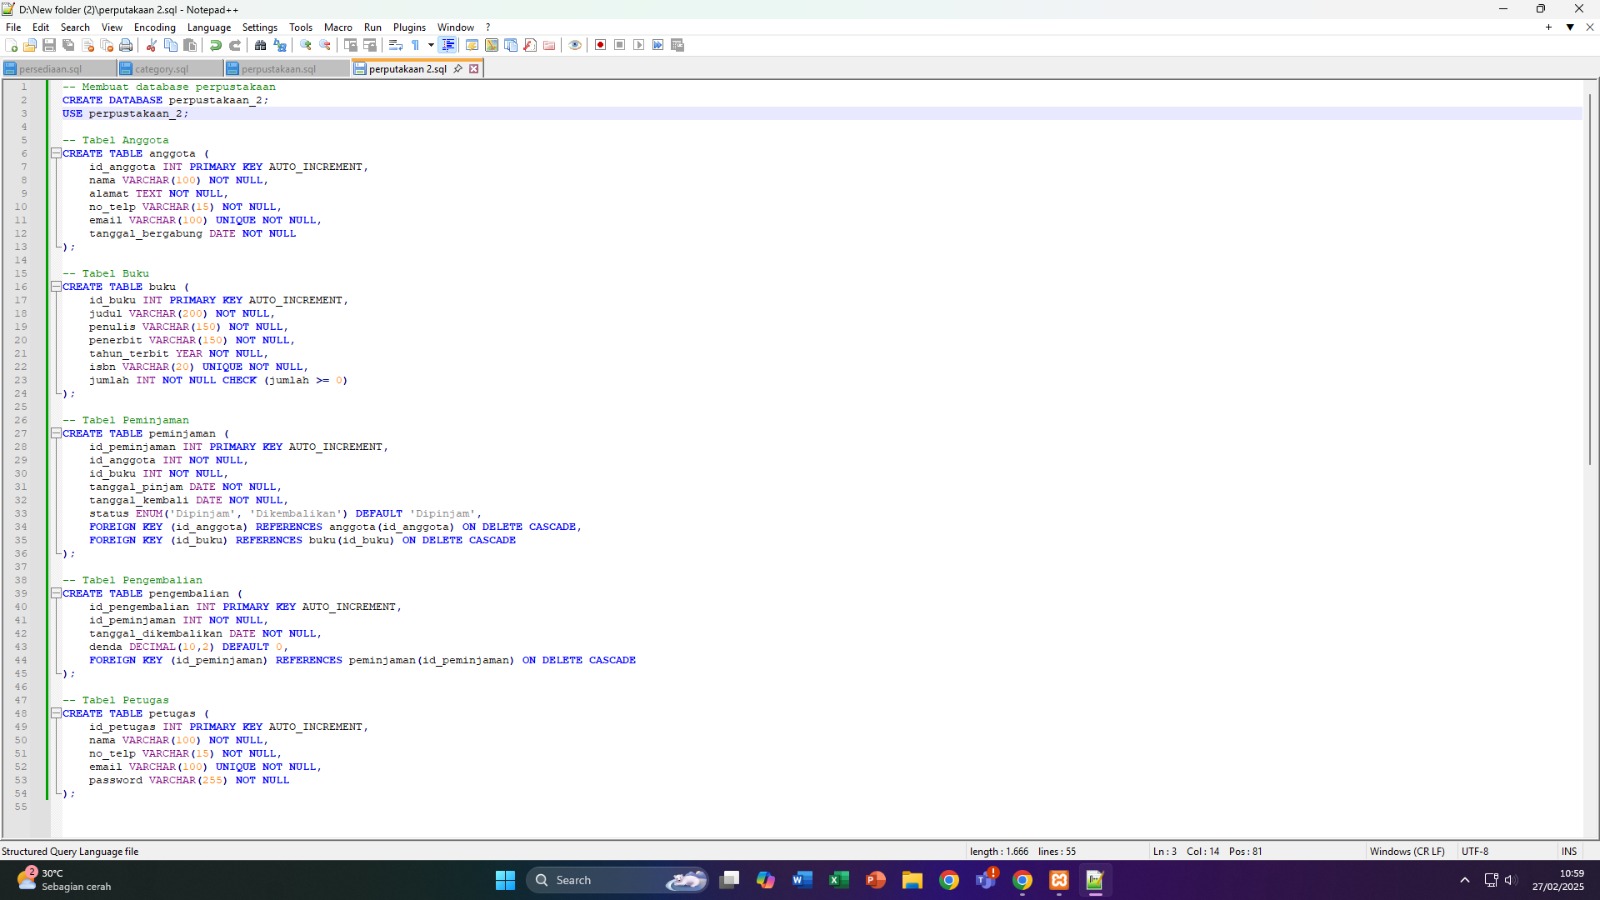 D:\New folder (2)\perputakaan 2.sql - Notepad++
File Edit Search View Encoding Language Settings Tools Macro Run Plugins Window ?
persediaan.sql category.sql perpustakaan.sql perputakaan 2.sql
1 -- Membuat database perpustakaan
2 CREATE DATABASE perpustakaan_2;
3 USE perpustakaan_2;
4
5 -- Tabel Anggota
6 CREATE TABLE anggota (
7 id_anggota INT PRIMARY KEY AUTO_INCREMENT,
8 nama VARCHAR(100) NOT NULL,
9 alamat TEXT NOT NULL,
10 no_telp VARCHAR(15) NOT NULL,
11 email VARCHAR(100) UNIQUE NOT NULL,
12 tanggal_bergabung DATE NOT NULL
13 );
14
15 -- Tabel Buku
16 CREATE TABLE buku (
17 id_buku INT PRIMARY KEY AUTO_INCREMENT,
18 judul VARCHAR(200) NOT NULL,
19 penulis VARCHAR(150) NOT NULL,
20 penerbit VARCHAR(150) NOT NULL,
21 tahun_terbit YEAR NOT NULL,
22 isbn VARCHAR(20) UNIQUE NOT NULL,
23 jumlah INT NOT NULL CHECK (jumlah >= 0)
24 );
25
26 -- Tabel Peminjaman
27 CREATE TABLE peminjaman (
28 id_peminjaman INT PRIMARY KEY AUTO_INCREMENT,
29 id_anggota INT NOT NULL,
30 id_buku INT NOT NULL,
31 tanggal_pinjam DATE NOT NULL,
32 tanggal_kembali DATE NOT NULL,
33 status ENUM('Dipinjam', 'Dikembalikan') DEFAULT 'Dipinjam',
34 FOREIGN KEY (id_anggota) REFERENCES anggota(id_anggota) ON DELETE CASCADE,
35 FOREIGN KEY (id_buku) REFERENCES buku(id_buku) ON DELETE CASCADE
36 );
37
38 -- Tabel Pengembalian
39 CREATE TABLE pengembalian (
40 id_pengembalian INT PRIMARY KEY AUTO_INCREMENT,
41 id_peminjaman INT NOT NULL,
42 tanggal_dikembalikan DATE NOT NULL,
43 denda DECIMAL(10,2) DEFAULT 0,
44 FOREIGN KEY (id_peminjaman) REFERENCES peminjaman(id_peminjaman) ON DELETE CASCADE
45 );
46
47 -- Tabel Petugas
48 CREATE TABLE petugas (
49 id_petugas INT PRIMARY KEY AUTO_INCREMENT,
50 nama VARCHAR(100) NOT NULL,
51 no_telp VARCHAR(15) NOT NULL,
52 email VARCHAR(100) UNIQUE NOT NULL,
53 password VARCHAR(255) NOT NULL
54 );
55
Structured Query Language file length : 1.666 lines : 55 Ln : 3 Col : 14 Pos : 81 Windows (CR LF) UTF-8 INS
2 30°C
Sebagian cerah
Search
10:59
27/02/2025